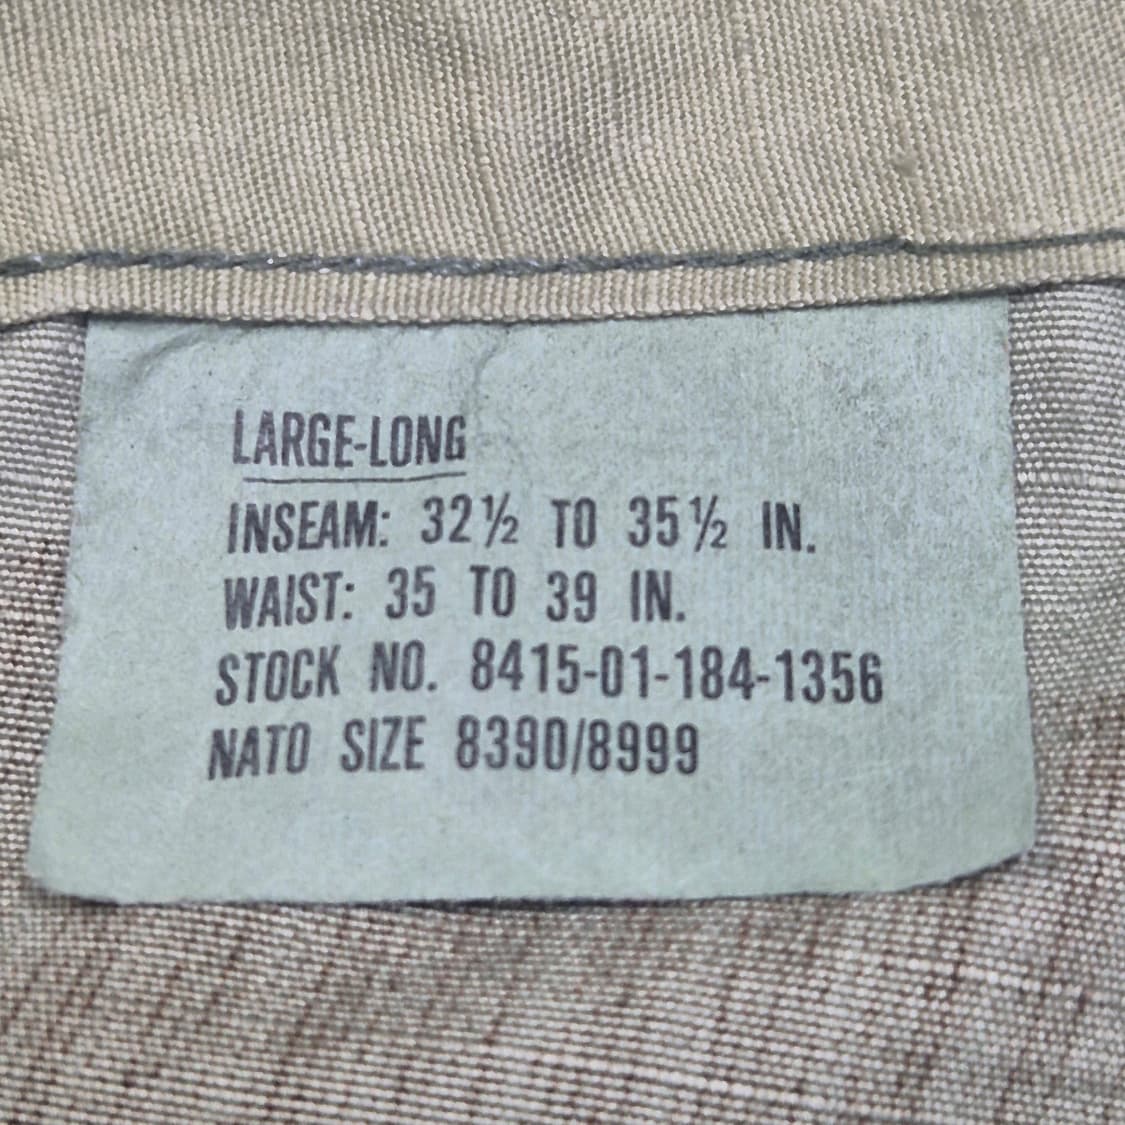 LARGE-LONG
INSEAM: 32½ TO 35½ IN.
WAIST: 35 TO 39 IN.
STOCK NO. 8415-01-184-1356
NATO SIZE 8390/8999